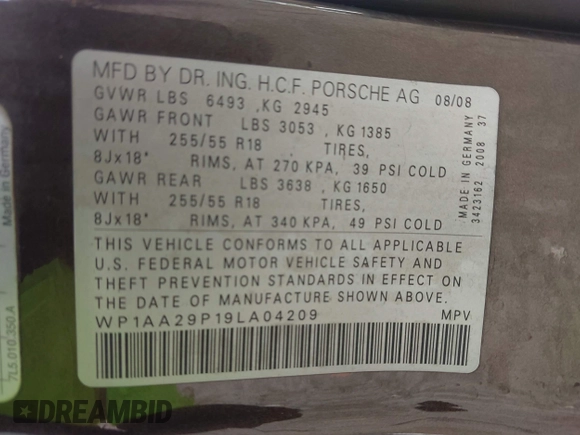 MFD BY DR. ING. H.C.F. PORSCHE AG 08/08
GVWR LBS 6493 , KG 2945
GAWR FRONT LBS 3053 , KG 1385
WITH 255/55 R18 TIRES,
8Jx18" RIMS, AT 270 KPA, 39 PSI COLD
GAWR REAR LBS 3638 , KG 1650
WITH 255/55 R18 TIRES,
8Jx18" RIMS, AT 340 KPA, 49 PSI COLD
THIS VEHICLE CONFORMS TO ALL APPLICABLE
U.S. FEDERAL MOTOR VEHICLE SAFETY AND
THEFT PREVENTION STANDARDS IN EFFECT ON
THE DATE OF MANUFACTURE SHOWN ABOVE.
WP1AA29P19LA04209 MPV
MADE IN GERMANY
3423162 2008 37
Made in Germany
7L5.010.350.A
DREAMBID